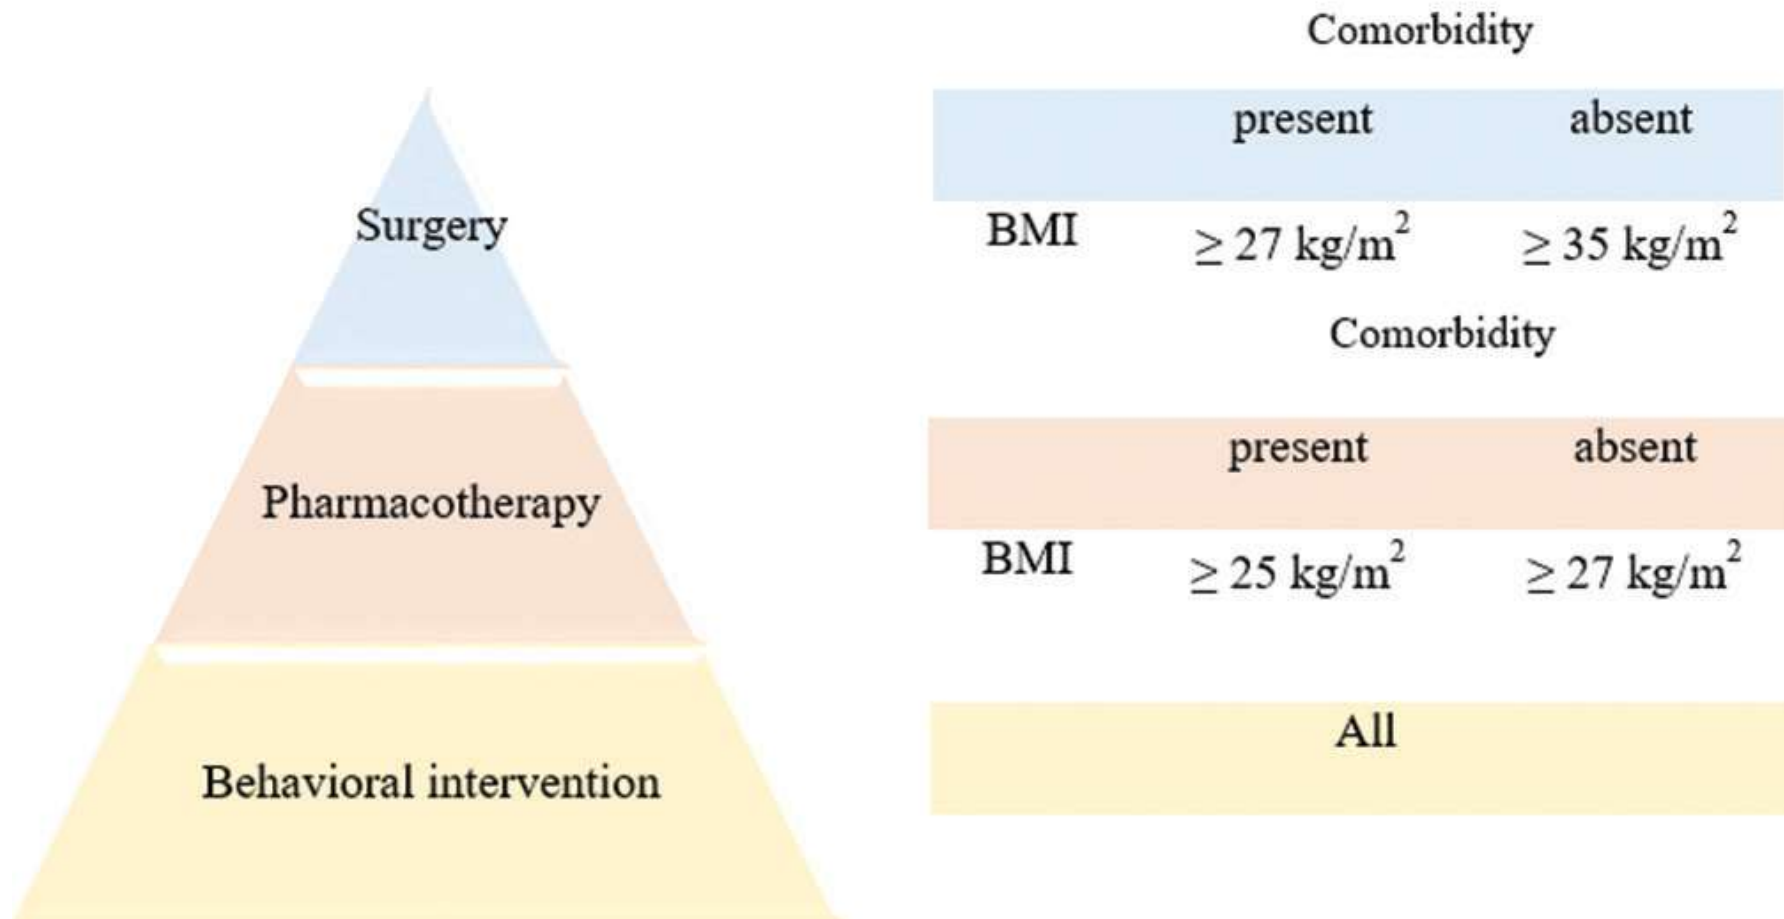 Surgery
Pharmacotherapy
Behavioral intervention
Comorbidity
present absent
BMI ≥ 27 kg/m² ≥ 35 kg/m²
Comorbidity
present absent
BMI ≥ 25 kg/m² ≥ 27 kg/m²
All